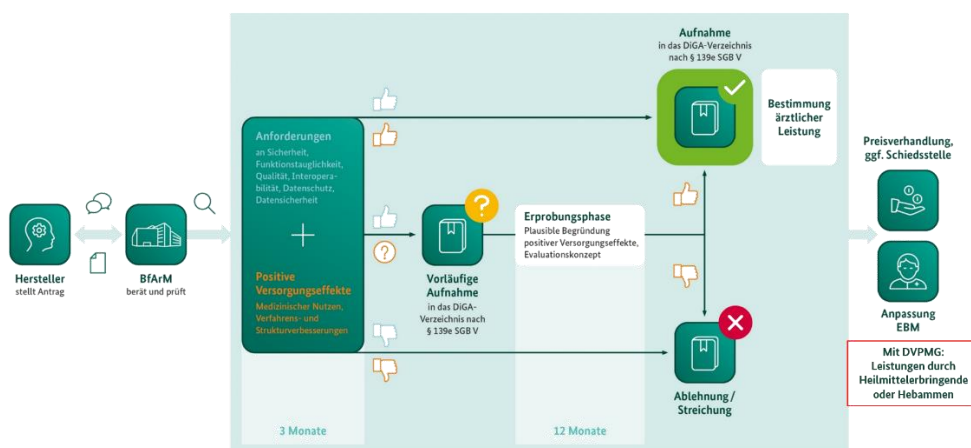 Hersteller
stellt Antrag
BfArM
berät und prüft
Anforderungen
an Sicherheit,
Funktionstauglichkeit,
Qualität, Interopera-
bilität, Datenschutz,
Datensicherheit
+
Positive
Versorgungseffekte
Medizinischer Nutzen,
Verfahrens- und
Strukturverbesserungen
3 Monate
?
?
Vorläufige
Aufnahme
in das DiGA-
Verzeichnis nach
§ 139e SGB V
Erprobungsphase
Plausible Begründung
positiver Versorgungseffekte,
Evaluationskonzept
12 Monate
Aufnahme
in das DiGA-Verzeichnis
nach § 139e SGB V
Bestimmung
ärztlicher
Leistung
Ablehnung /
Streichung
Preisverhandlung,
ggf. Schiedsstelle
Anpassung
EBM
Mit DVPMG:
Leistungen durch
Heilmittelerbringende
oder Hebammen